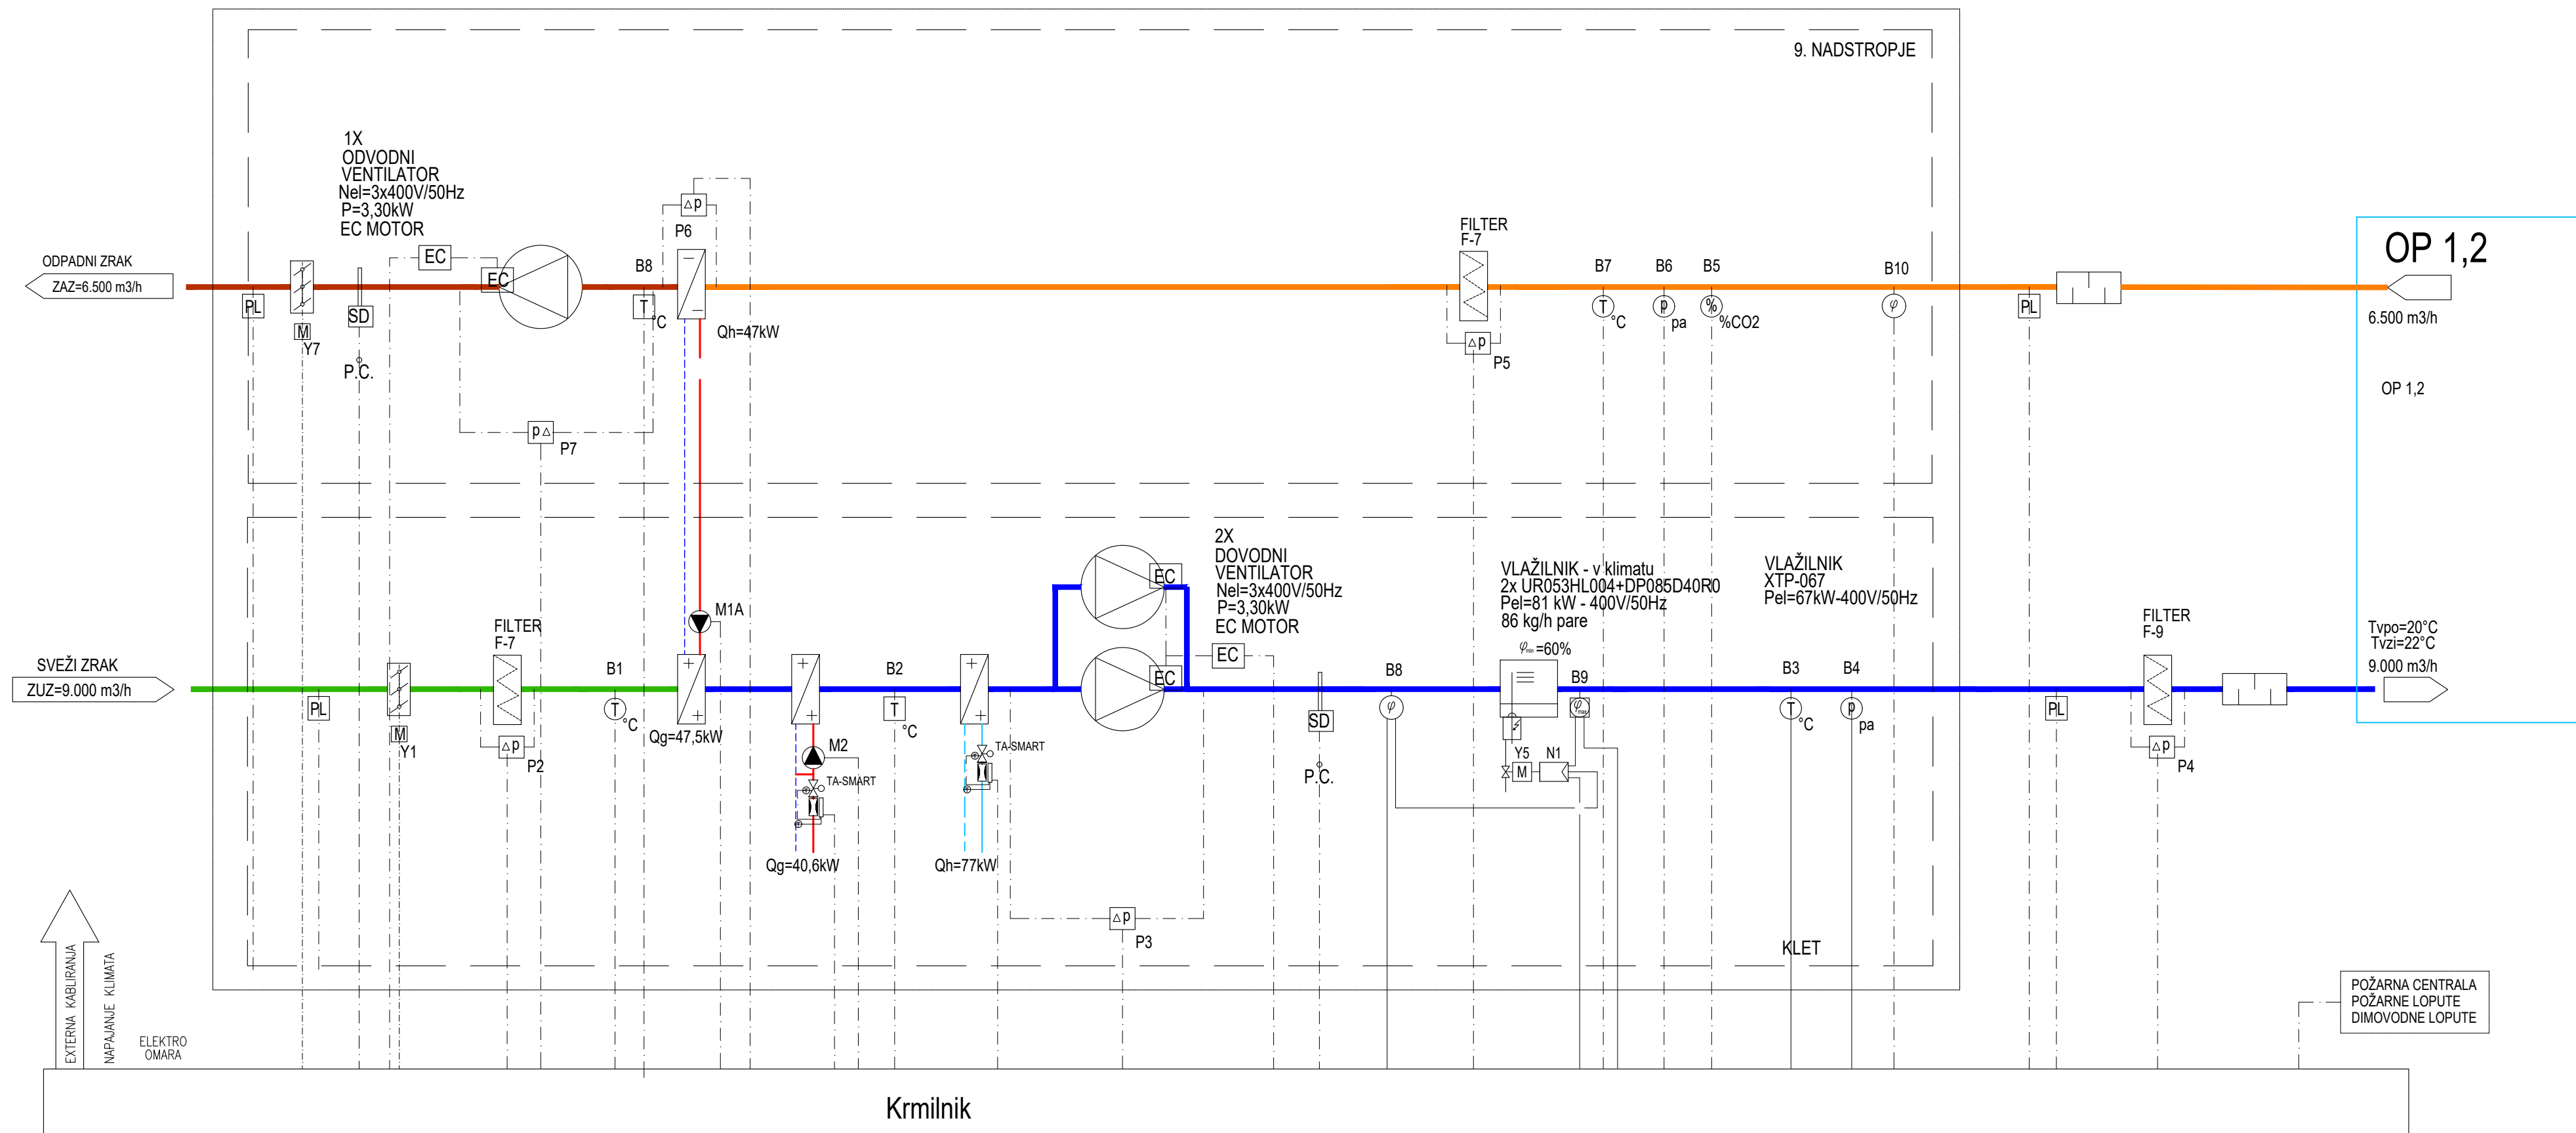 9. NADSTROPJE
1X
ODVODNI
VENTILATOR
Nel=3x400V/50Hz
P=3,30kW
EC MOTOR
EC
EC
Δp
P6
B8
T
°C
Qh=47kW
ODPADNI ZRAK
ZAZ=6.500 m3/h
PL
M
Y7
SD
P.C.
pΔ
P7
FILTER
F-7
Δp
P5
B7
T
°C
B6
p
pa
B5
%
%CO2
B10
φ
PL
OP 1,2
6.500 m3/h
OP 1,2
SVEŽI ZRAK
ZUZ=9.000 m3/h
PL
M
Y1
FILTER
F-7
Δp
P2
B1
T
°C
M1A
Qg=47,5kW
M2
TA-SMART
Qg=40,6kW
B2
T
°C
TA-SMART
Qh=77kW
EC
EC
2X
DOVODNI
VENTILATOR
Nel=3x400V/50Hz
P=3,30kW
EC MOTOR
EC
Δp
P3
SD
P.C.
B8
φ
VLAŽILNIK - v klimatu
2x UR053HL004+DP085D40R0
Pel=81 kW - 400V/50Hz
86 kg/h pare
φmin =60%
B9
φmax
Y5
M
N1
VLAŽILNIK
XTP-067
Pel=67kW-400V/50Hz
B3
T
°C
B4
p
pa
KLET
PL
FILTER
F-9
Δp
P4
Tvpo=20°C
Tvzi=22°C
9.000 m3/h
EXTERNA KABLIRANJA
NAPAJANJE KLIMATA
ELEKTRO
OMARA
POŽARNA CENTRALA
POŽARNE LOPUTE
DIMOVODNE LOPUTE
Krmilnik